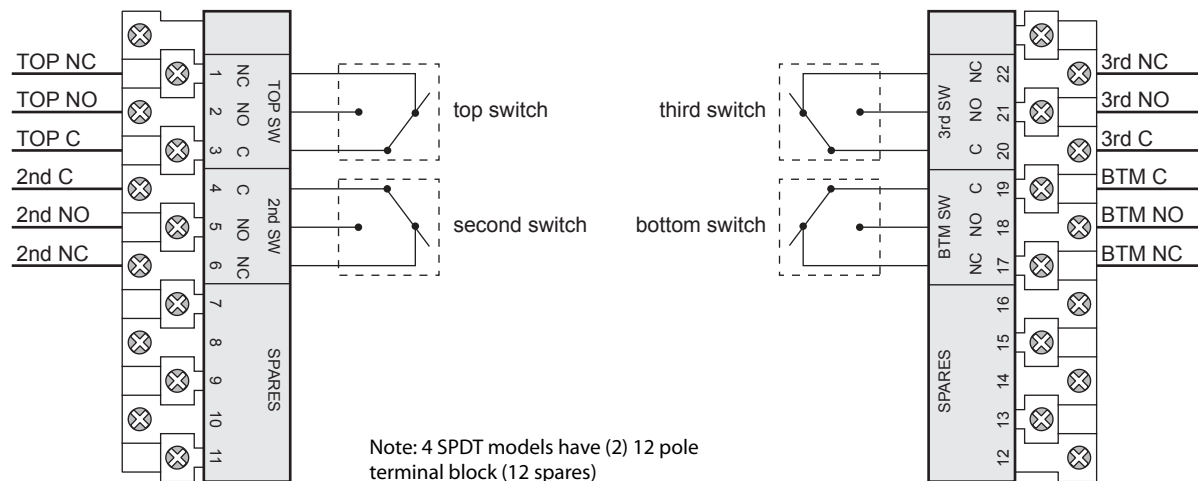 TOP NC
TOP NO
TOP C
2nd C
2nd NO
2nd NC
1
2
3
4
5
6
7
8
9
10
11
NC
NO
C
C
NO
NC
TOP SW
2nd SW
SPARES
top switch
second switch
third switch
bottom switch
3rd SW
BTM SW
SPARES
NC
NO
C
C
NO
NC
22
21
20
19
18
17
16
15
14
13
12
3rd NC
3rd NO
3rd C
BTM C
BTM NO
BTM NC
Note: 4 SPDT models have (2) 12 pole
terminal block (12 spares)